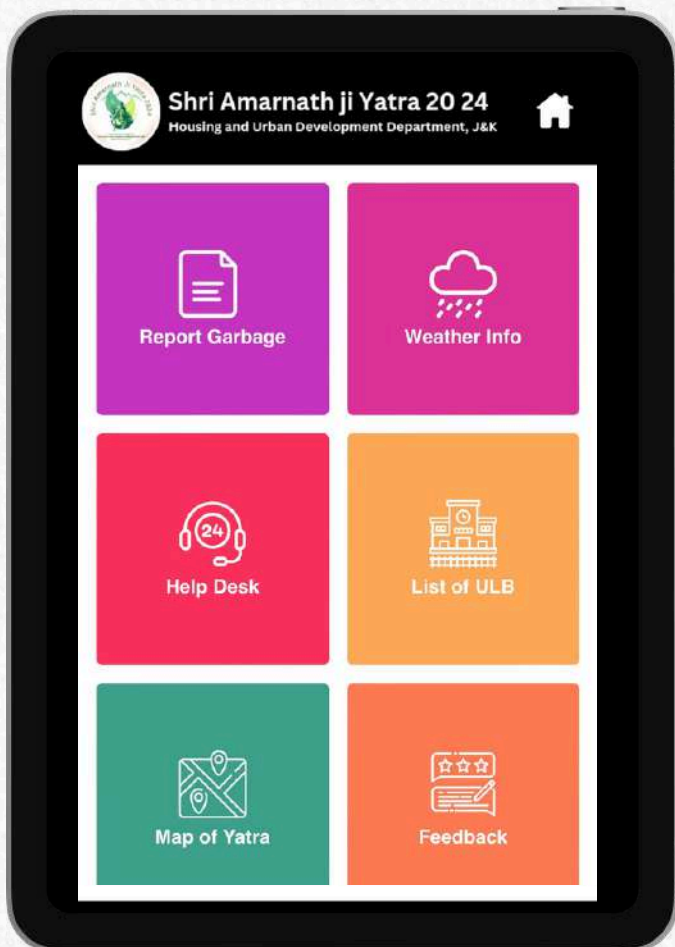 Shri Amarnath ji Yatra 20 24
Housing and Urban Development Department, J&K
Report Garbage
Weather Info
24
Help Desk
List of ULB
Map of Yatra
Feedback